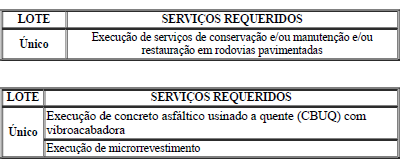 LOTE SERVIÇOS REQUERIDOS
Único Execução de serviços de conservação e/ou manutenção e/ou
restauração em rodovias pavimentadas
LOTE SERVIÇOS REQUERIDOS
Único Execução de concreto asfáltico usinado a quente (CBUQ) com
vibroacabadora
Execução de microrrevestimento